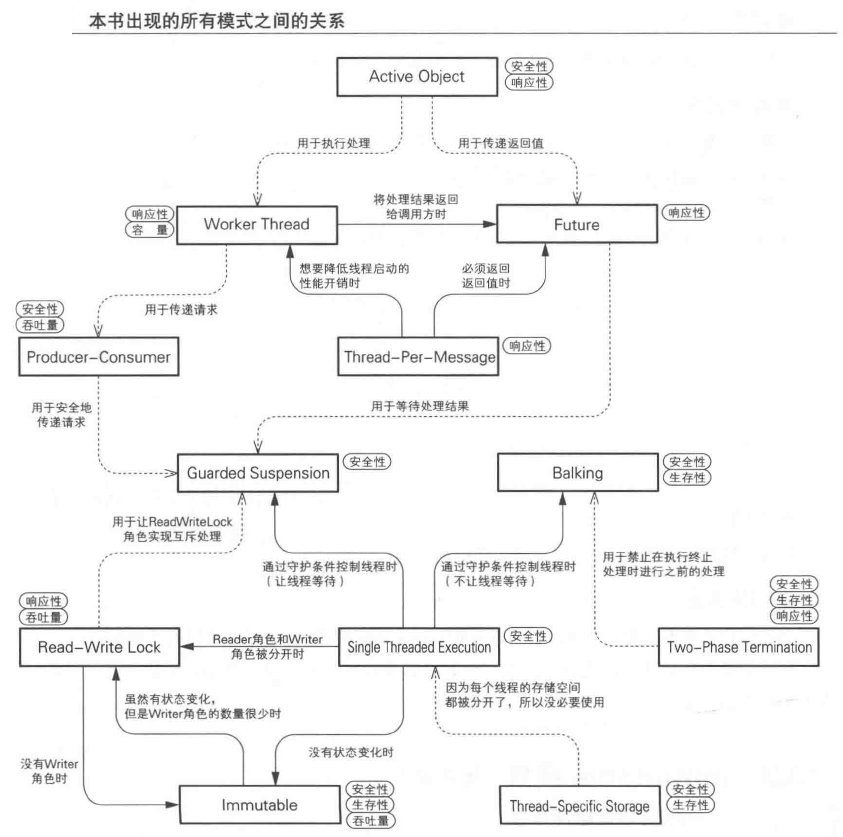 本书出现的所有模式之间的关系
Active Object
安全性
响应性
用于执行处理
用于传递返回值
响应性
容　量
Worker Thread
将处理结果返回
给调用方时
Future
响应性
想要降低线程启动的
性能开销时
必须返回
返回值时
安全性
吞吐量
用于传递请求
Producer–Consumer
Thread–Per–Message
响应性
用于安全地
传递请求
用于等待处理结果
Guarded Suspension
安全性
Balking
安全性
生存性
用于让ReadWriteLock
角色实现互斥处理
通过守护条件控制线程时
（让线程等待）
通过守护条件控制线程时
（不让线程等待）
用于禁止在执行终止
处理时进行之前的处理
响应性
吞吐量
安全性
生存性
响应性
Read–Write Lock
Reader角色和Writer
角色被分开时
Single Threaded Execution
安全性
Two–Phase Termination
虽然有状态变化，
但是Writer角色的数量很少时
因为每个线程的存储空间
都被分开了，所以没必要使用
没有Writer
角色时
没有状态变化时
Immutable
安全性
生存性
吞吐量
Thread–Specific Storage
安全性
生存性